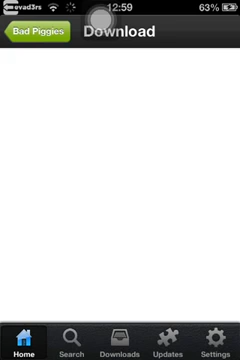 evad3rs 12:59 63%
Bad Piggies Download
Home Search Downloads Updates Settings